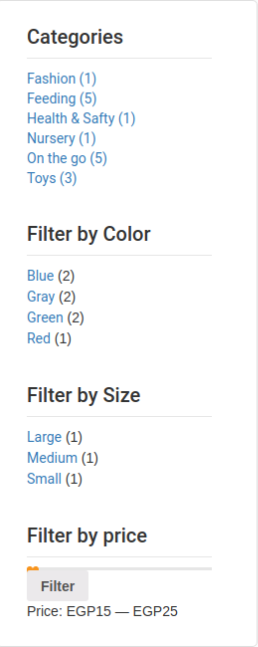 Categories
Fashion (1)
Feeding (5)
Health & Safty (1)
Nursery (1)
On the go (5)
Toys (3)
Filter by Color
Blue (2)
Gray (2)
Green (2)
Red (1)
Filter by Size
Large (1)
Medium (1)
Small (1)
Filter by price
Filter
Price: EGP15 — EGP25